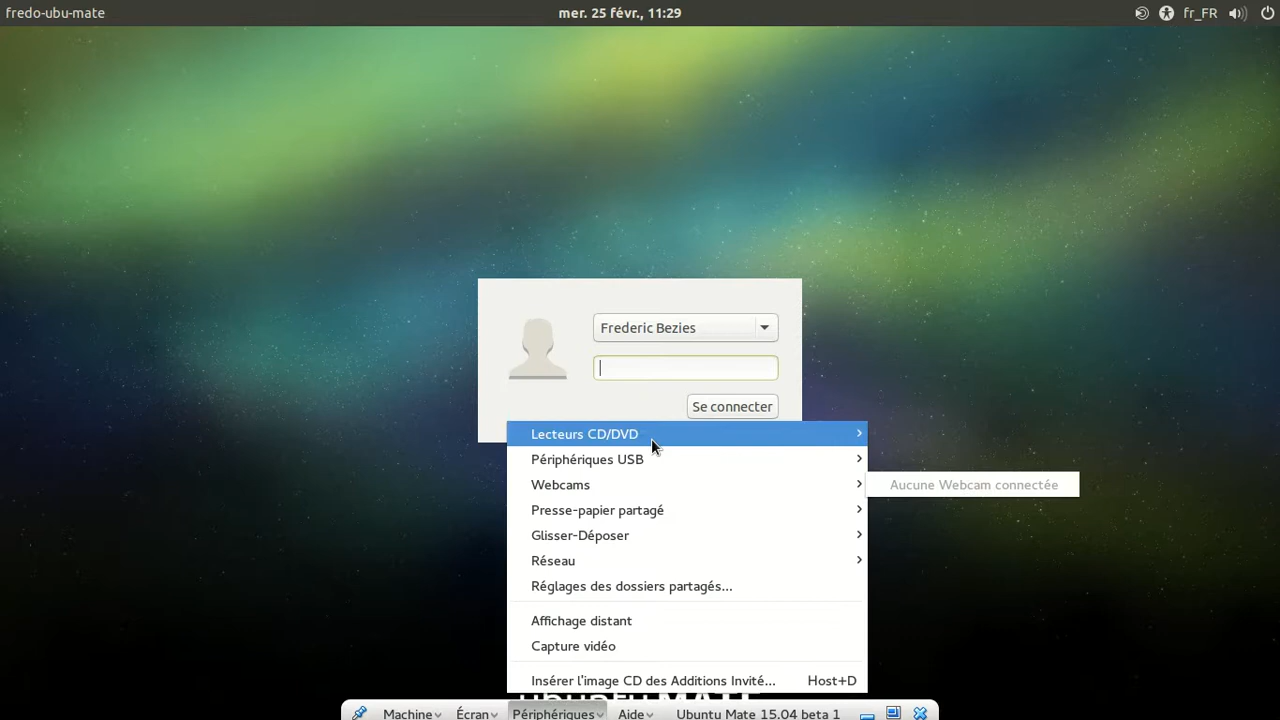 fredo-ubu-mate mer. 25 févr., 11:29 fr_FR
Frederic Bezies
Se connecter
Lecteurs CD/DVD
Périphériques USB
Webcams
Aucune Webcam connectée
Presse-papier partagé
Glisser-Déposer
Réseau
Réglages des dossiers partagés...
Affichage distant
Capture vidéo
Insérer l'image CD des Additions Invité... Host+D
ubuntu MATE
Machine Écran Périphériques Aide Ubuntu Mate 15.04 beta 1